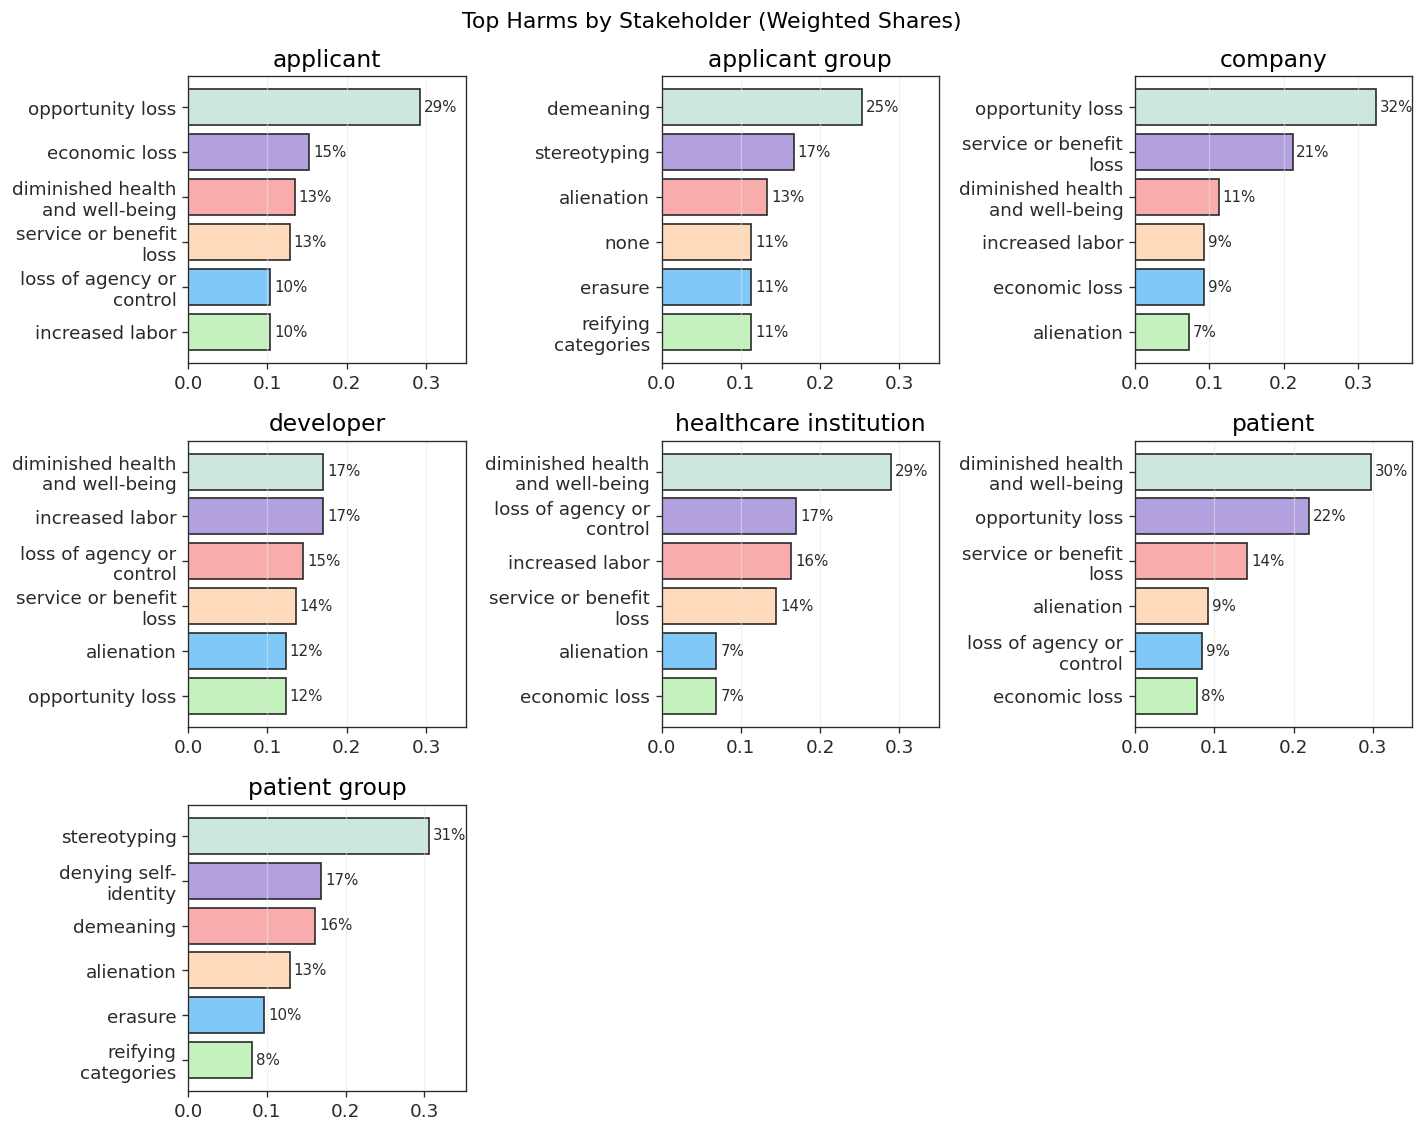 Top Harms by Stakeholder (Weighted Shares)
applicant
opportunity loss
29%
economic loss
15%
diminished health
and well-being
13%
service or benefit
loss
13%
loss of agency or
control
10%
increased labor
10%
0.0 0.1 0.2 0.3
applicant group
demeaning
25%
stereotyping
17%
alienation
13%
none
11%
erasure
11%
reifying
categories
11%
0.0 0.1 0.2 0.3
company
opportunity loss
32%
service or benefit
loss
21%
diminished health
and well-being
11%
increased labor
9%
economic loss
9%
alienation
7%
0.0 0.1 0.2 0.3
developer
diminished health
and well-being
17%
increased labor
17%
loss of agency or
control
15%
service or benefit
loss
14%
alienation
12%
opportunity loss
12%
0.0 0.1 0.2 0.3
healthcare institution
diminished health
and well-being
29%
loss of agency or
control
17%
increased labor
16%
service or benefit
loss
14%
alienation
7%
economic loss
7%
0.0 0.1 0.2 0.3
patient
diminished health
and well-being
30%
opportunity loss
22%
service or benefit
loss
14%
alienation
9%
loss of agency or
control
9%
economic loss
8%
0.0 0.1 0.2 0.3
patient group
stereotyping
31%
denying self-
identity
17%
demeaning
16%
alienation
13%
erasure
10%
reifying
categories
8%
0.0 0.1 0.2 0.3